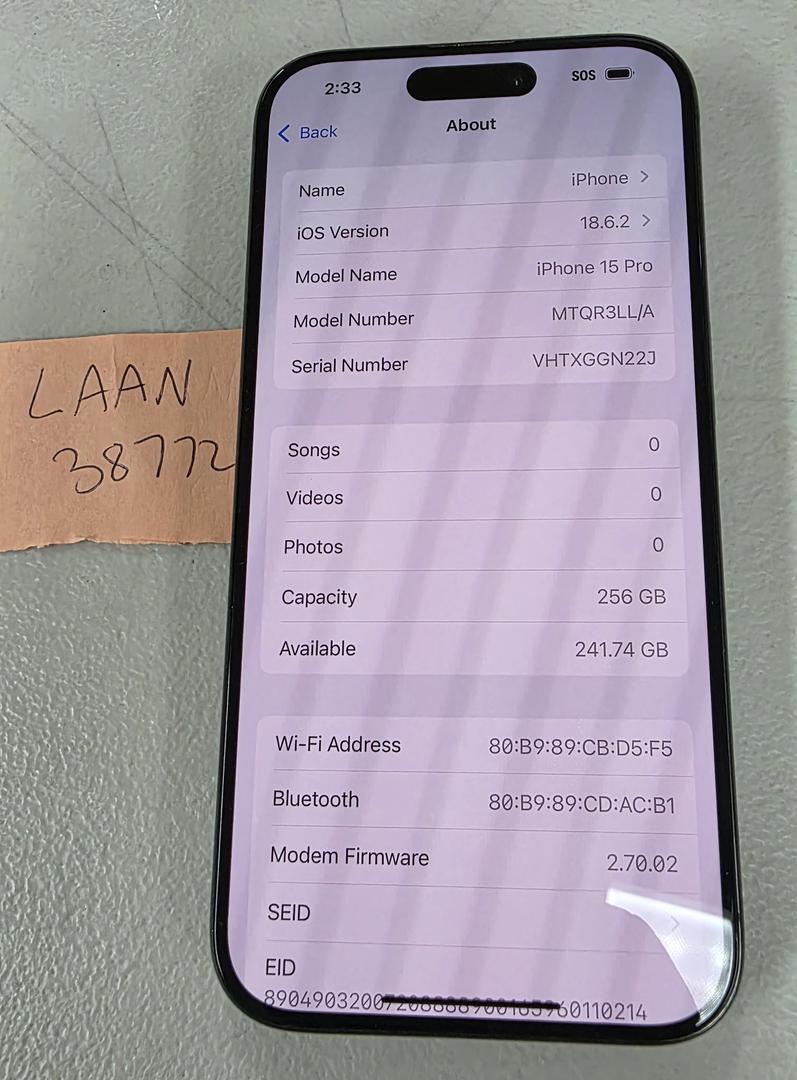 2:33
SOS
Back
About
Name iPhone
iOS Version 18.6.2
Model Name iPhone 15 Pro
Model Number MTQR3LL/A
Serial Number VHTXGGN22J
LAAN
38772
Songs 0
Videos 0
Photos 0
Capacity 256 GB
Available 241.74 GB
Wi-Fi Address 80:B9:89:CB:D5:F5
Bluetooth 80:B9:89:CD:AC:B1
Modem Firmware 2.70.02
SEID
EID